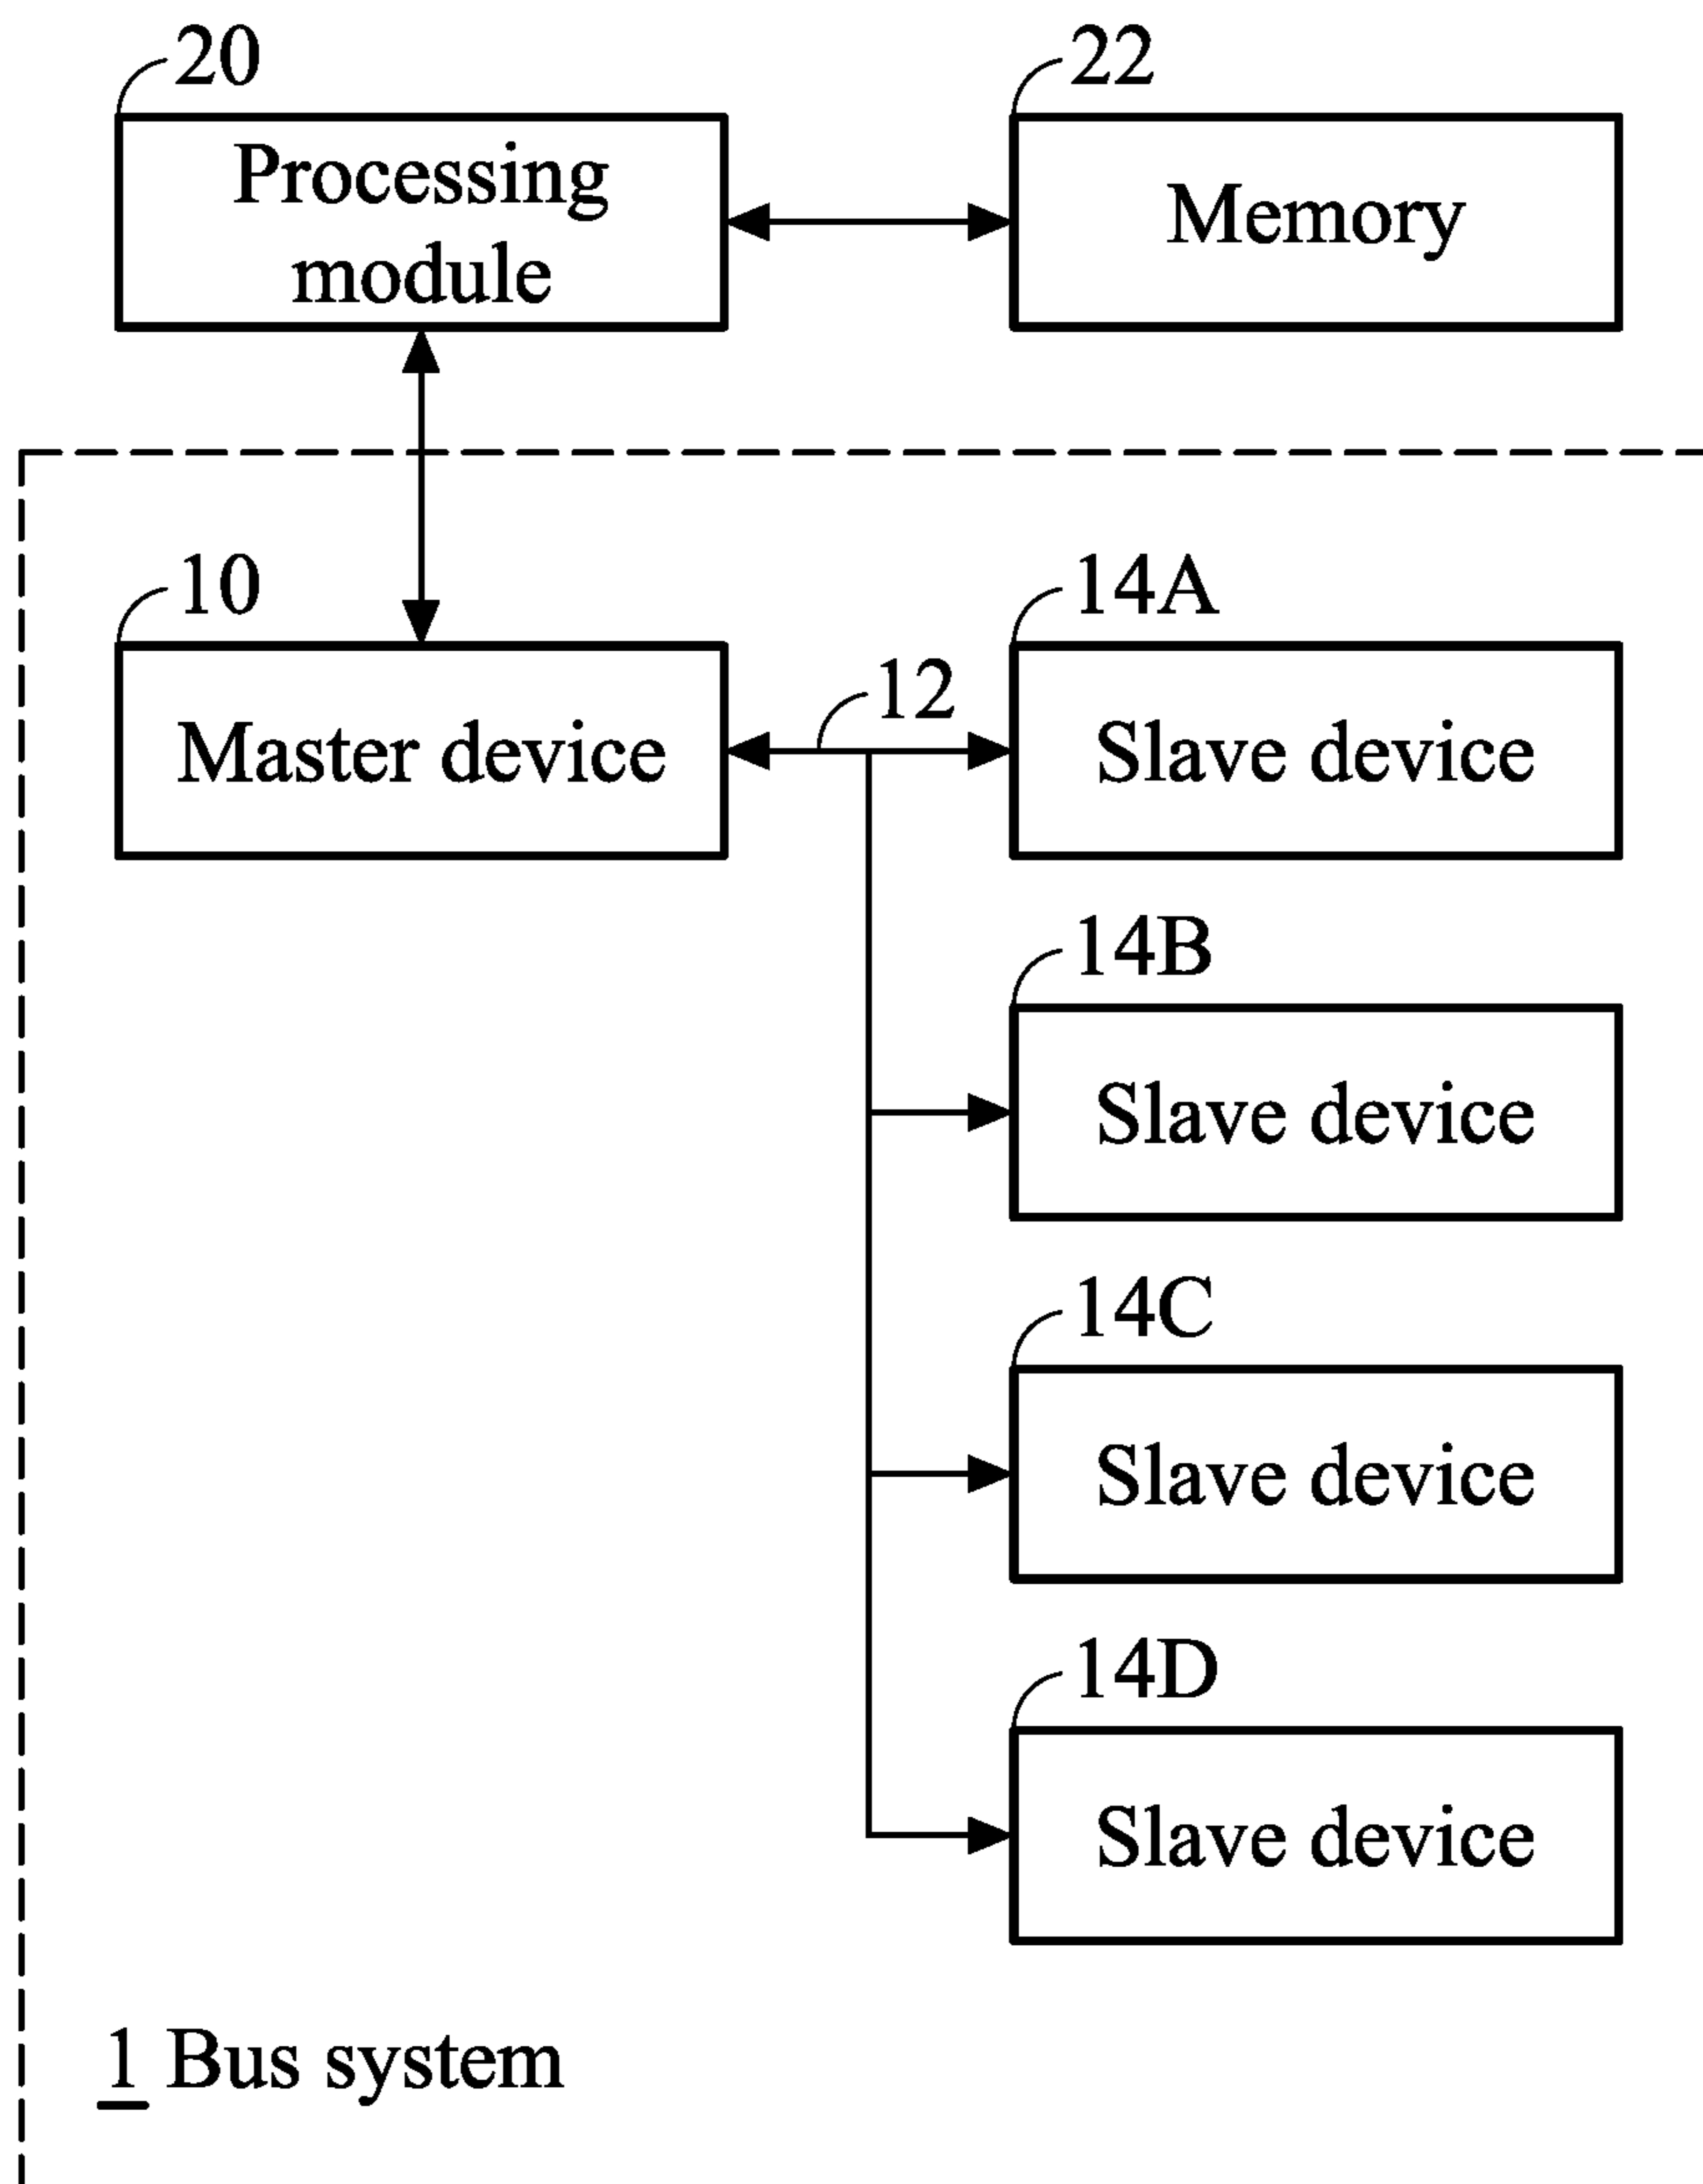 20
22
Processing
module
Memory
10
14A
12
Master device
Slave device
14B
Slave device
14C
Slave device
14D
Slave device
1 Bus system